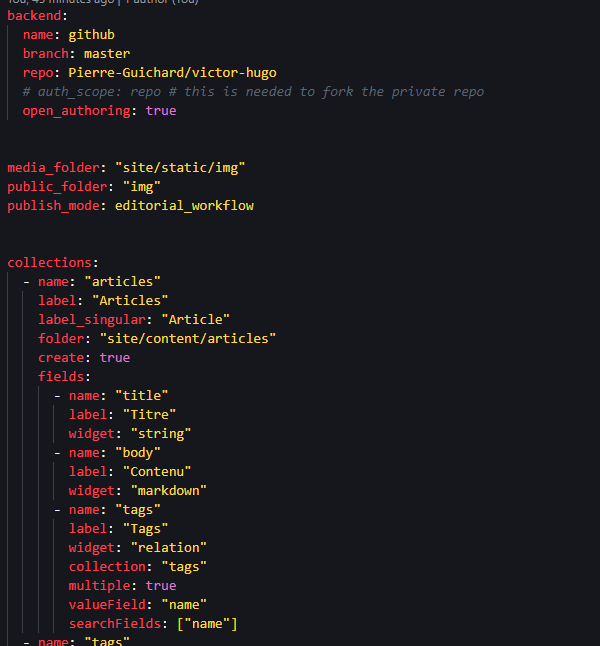 You, 45 minutes ago | 1 author (You)
backend:
  name: github
  branch: master
  repo: Pierre-Guichard/victor-hugo
  # auth_scope: repo # this is needed to fork the private repo
  open_authoring: true
media_folder: "site/static/img"
public_folder: "img"
publish_mode: editorial_workflow
collections:
  - name: "articles"
    label: "Articles"
    label_singular: "Article"
    folder: "site/content/articles"
    create: true
    fields:
      - name: "title"
        label: "Titre"
        widget: "string"
      - name: "body"
        label: "Contenu"
        widget: "markdown"
      - name: "tags"
        label: "Tags"
        widget: "relation"
        collection: "tags"
        multiple: true
        valueField: "name"
        searchFields: ["name"]
  - name: "tags"